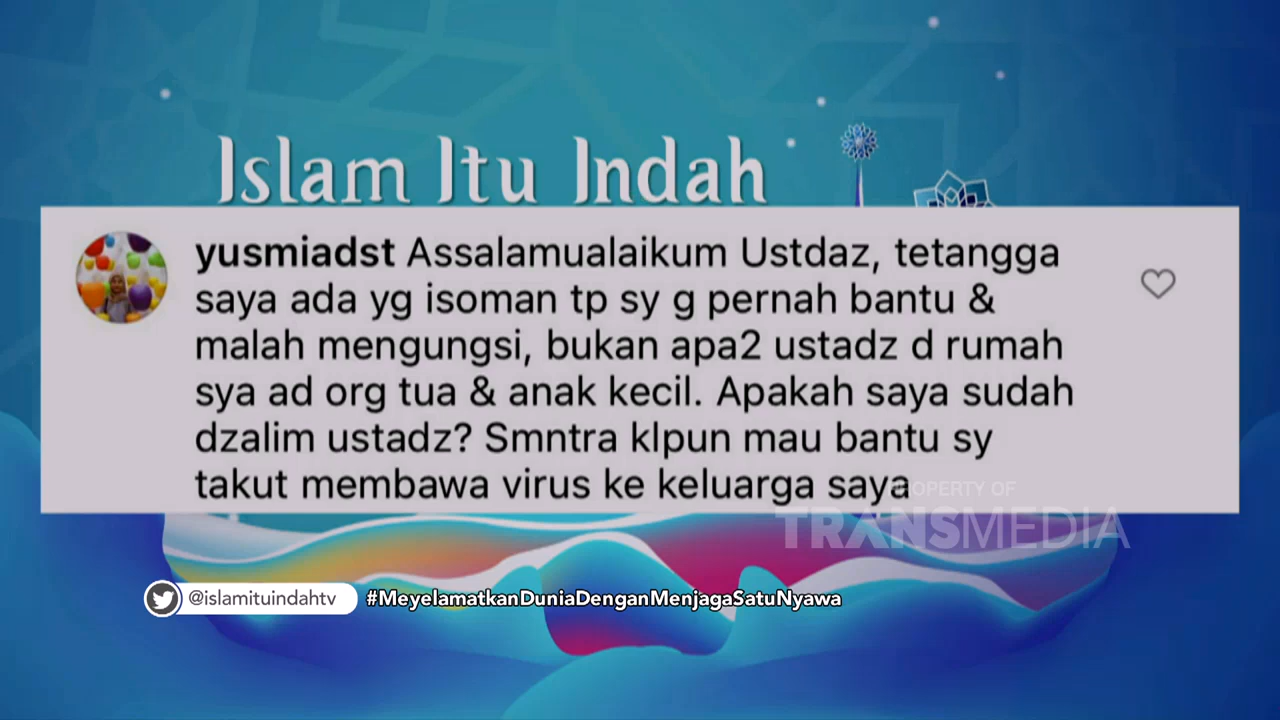 Islam Itu Indah
yusmiadst Assalamualaikum Ustdaz, tetangga
saya ada yg isoman tp sy g pernah bantu &
malah mengungsi, bukan apa2 ustadz d rumah
sya ad org tua & anak kecil. Apakah saya sudah
dzalim ustadz? Smntra klpun mau bantu sy
takut membawa virus ke keluarga saya
PROPERTY OF
TRANSMEDIA
@islamituindahtv #MeyelamatkanDuniaDenganMenjagaSatuNyawa